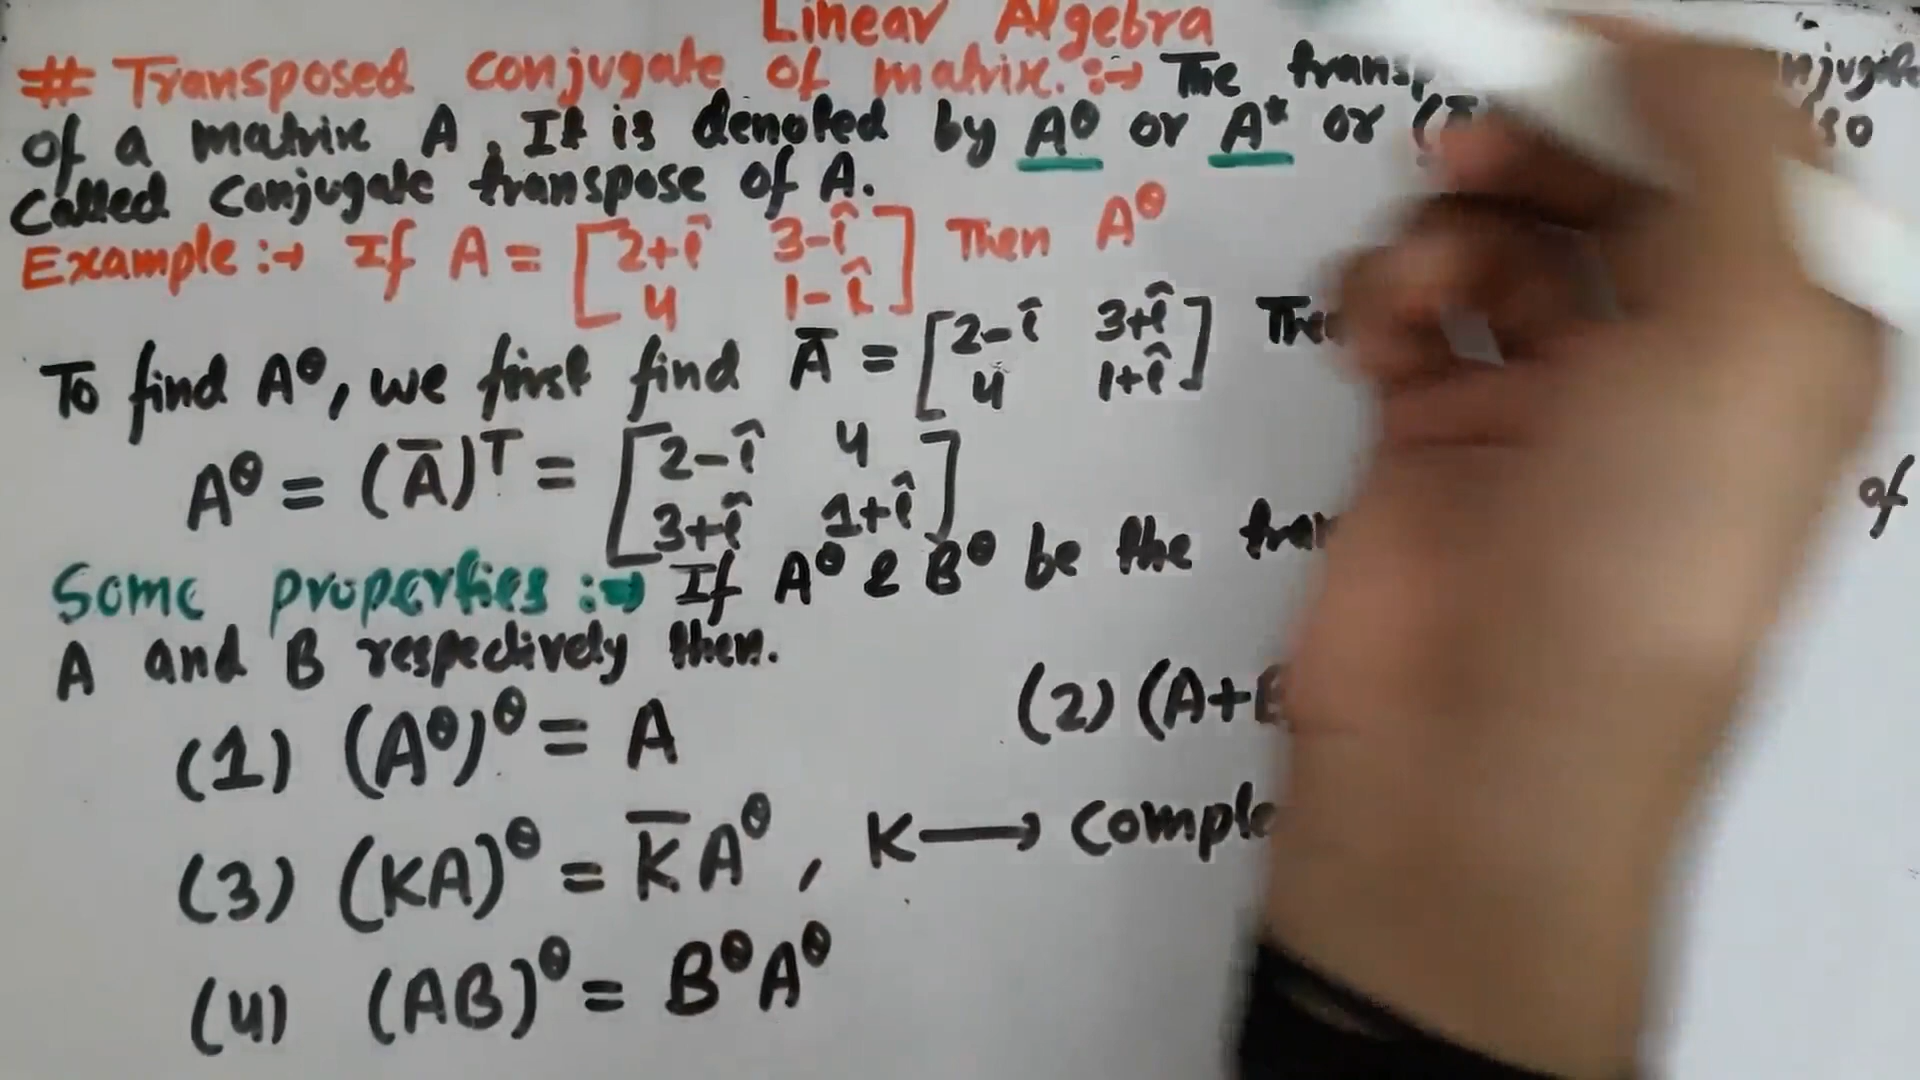 Linear Algebra
# Transposed conjugate of matrix :→ The
of a matrix A. It is denoted by A^θ or A* or so
called conjugate transpose of A.
Example :→ If A = [2+i 3-i Then A^θ
4 1-i]
To find A^θ, we first find Ā = [2-i 3+i
4 1+i]
A^θ = (Ā)^T = [2-i 4
3+i 1+i]
Some properties :→ If A^θ & B^θ be the of
A and B respectively then.
(1) (A^θ)^θ = A (2) (A+
(3) (KA)^θ = K̄A^θ, K →
(4) (AB)^θ = B^θA^θ